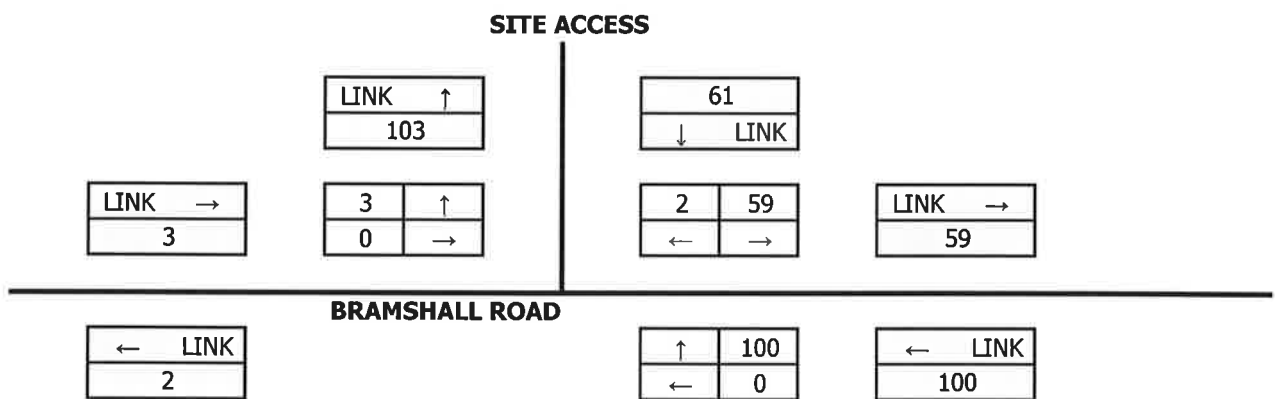 SITE ACCESS
LINK ↑
103
61
↓ LINK
LINK →
3
3 ↑
0 →
2 59
← →
LINK →
59
BRAMSHALL ROAD
← LINK
2
↑ 100
← 0
← LINK
100